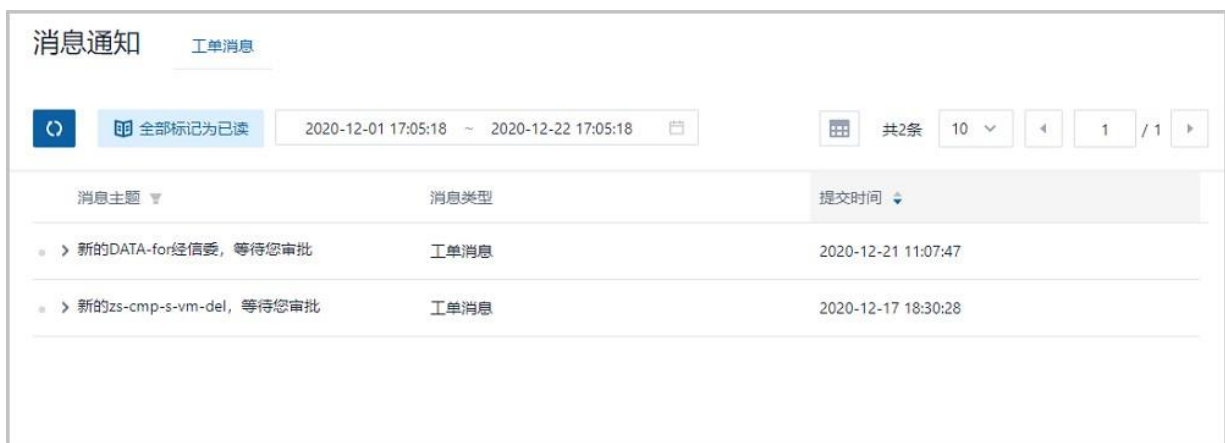 消息通知 工单消息
全部标记为已读 2020-12-01 17:05:18 ~ 2020-12-22 17:05:18 共2条 10 1 / 1
消息主题 消息类型 提交时间
新的DATA-for经信委，等待您审批 工单消息 2020-12-21 11:07:47
新的zs-cmp-s-vm-del，等待您审批 工单消息 2020-12-17 18:30:28